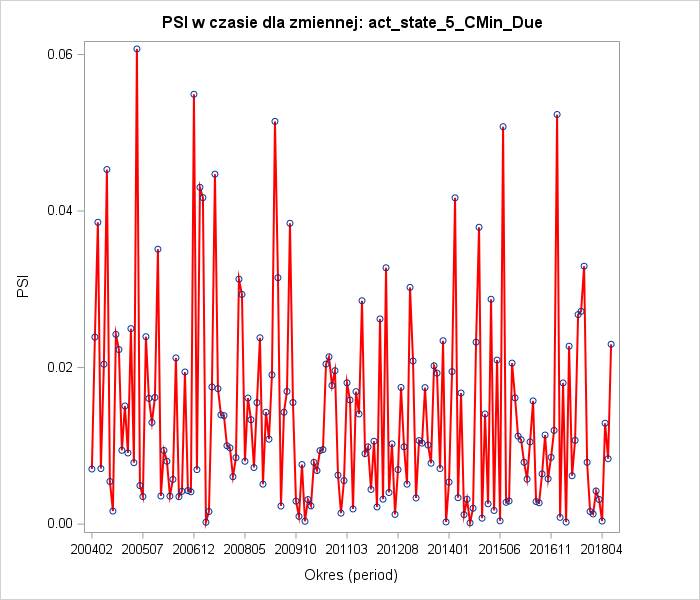 PSI w czasie dla zmiennej: act_state_5_CMin_Due
0.06
0.04
0.02
0.00
PSI
200402 200507 200612 200805 200910 201103 201208 201401 201506 201611 201804
Okres (period)